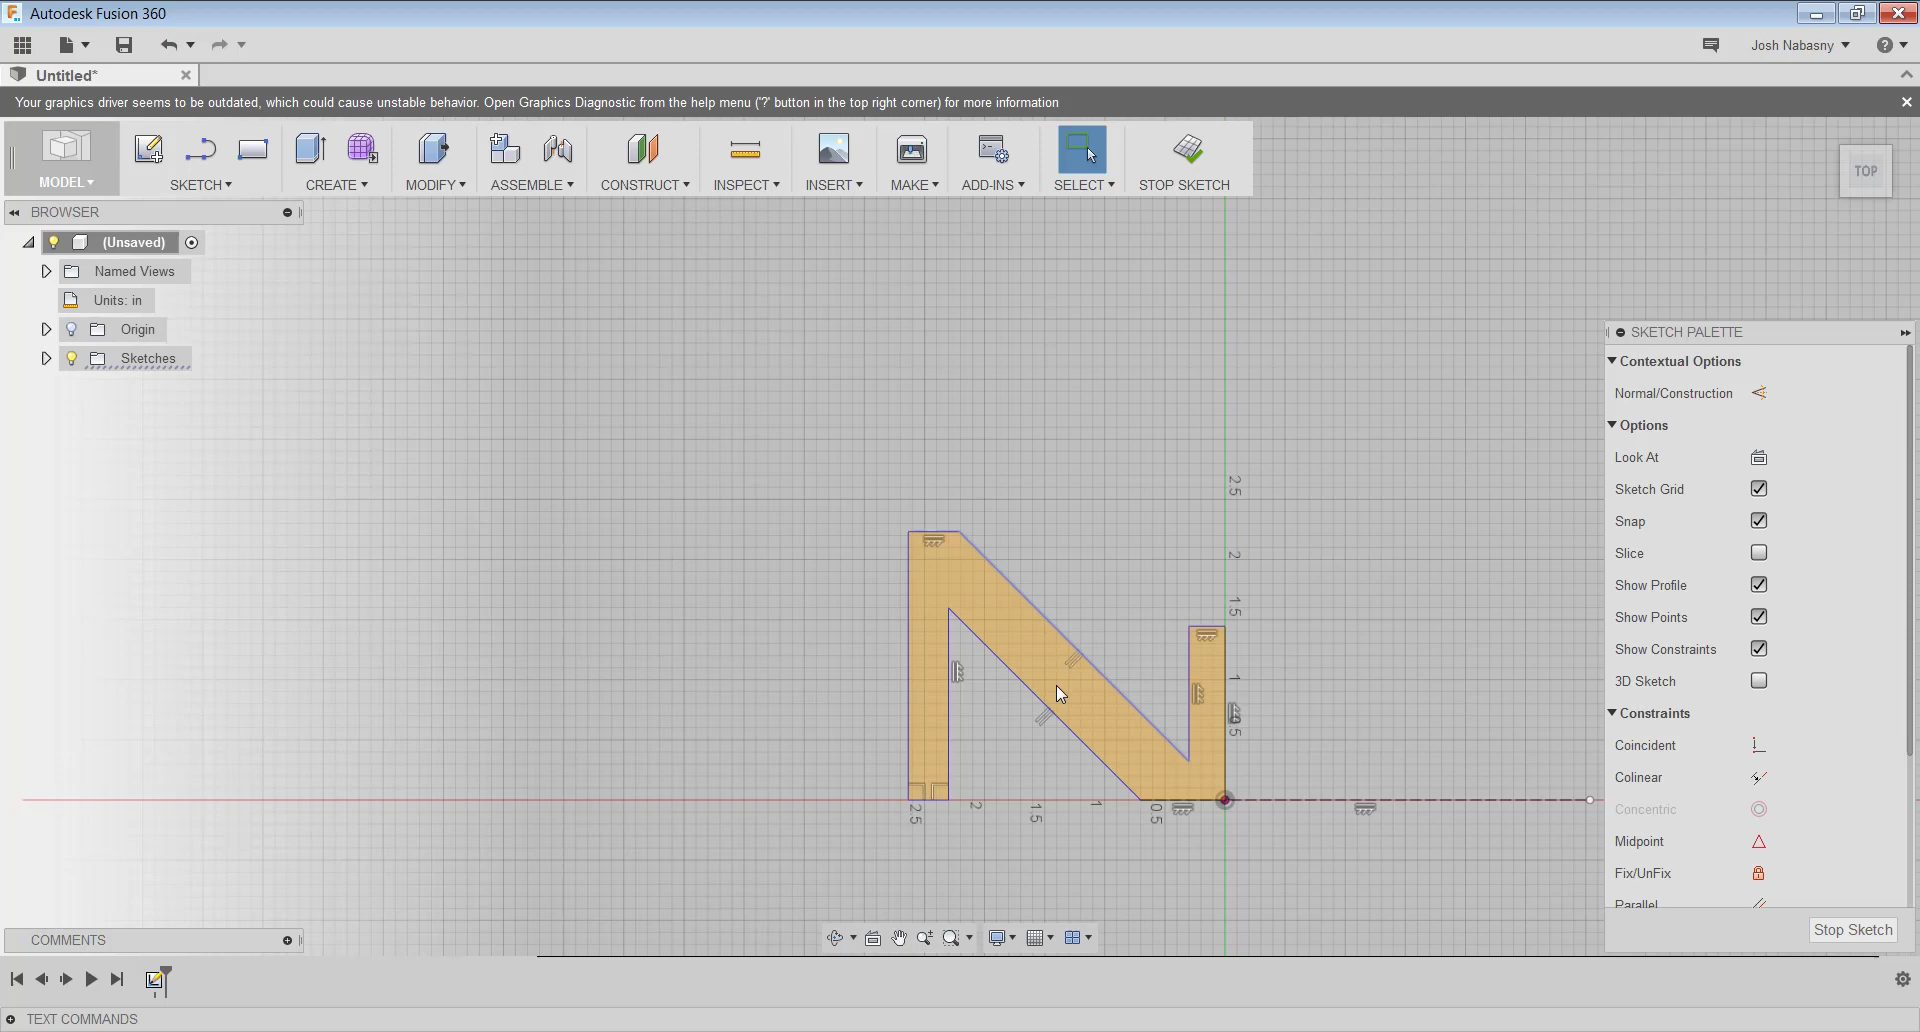 Autodesk Fusion 360
Josh Nabasny
Untitled*
Your graphics driver seems to be outdated, which could cause unstable behavior. Open Graphics Diagnostic from the help menu ('?' button in the top right corner) for more information
MODEL
SKETCH
CREATE
MODIFY
ASSEMBLE
CONSTRUCT
INSPECT
INSERT
MAKE
ADD-INS
SELECT
STOP SKETCH
TOP
BROWSER
(Unsaved)
Named Views
Units: in
Origin
Sketches
SKETCH PALETTE
Contextual Options
Normal/Construction
Options
Look At
Sketch Grid
Snap
Slice
Show Profile
Show Points
Show Constraints
3D Sketch
Constraints
Coincident
Colinear
Concentric
Midpoint
Fix/UnFix
Parallel
Stop Sketch
2.5
2
1.5
1
0.5
2.5
2
1.5
1
0.5
COMMENTS
TEXT COMMANDS